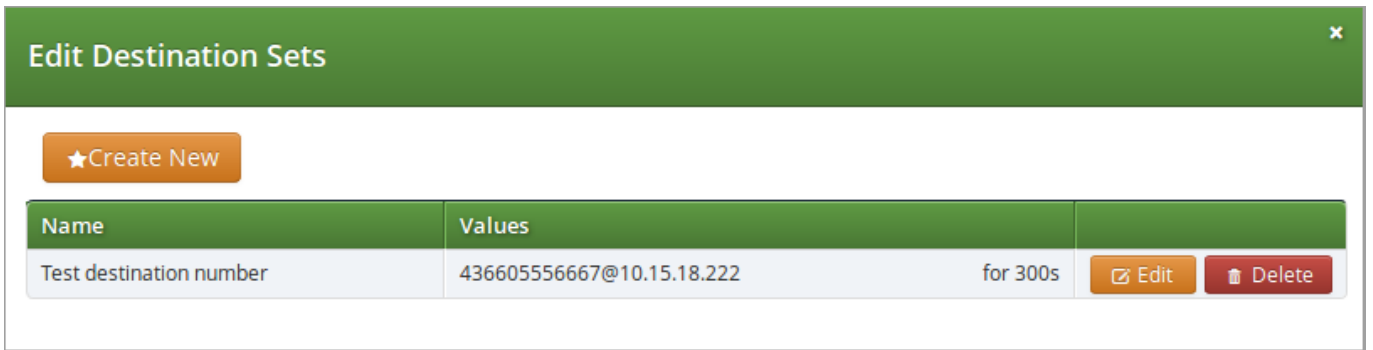 Edit Destination Sets
Create New
Name Values
Test destination number 436605556667@10.15.18.222 for 300s Edit Delete